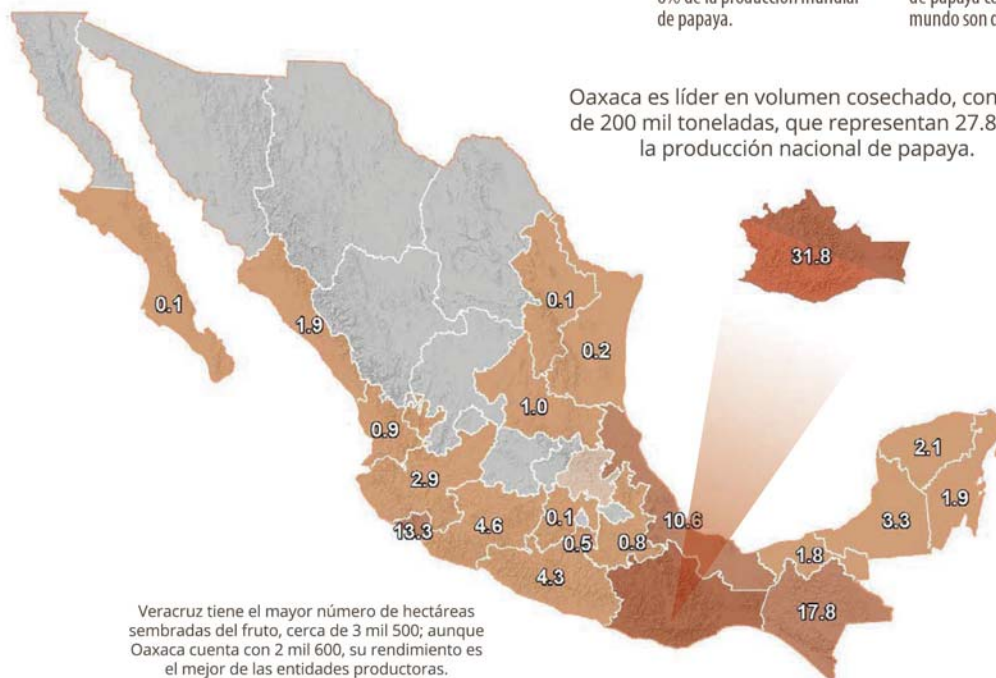 de la producción mundial
de papaya.
de papaya
mundo son
Oaxaca es líder en volumen cosechado, con
de 200 mil toneladas, que representan 27.8
la producción nacional de papaya.
31.8
0.1
0.1
1.9
0.2
1.0
0.9
2.1
2.9
1.9
13.3
4.6
0.1
10.6
3.3
0.5
0.8
1.8
4.3
17.8
Veracruz tiene el mayor número de hectáreas
sembradas del fruto, cerca de 3 mil 500; aunque
Oaxaca cuenta con 2 mil 600, su rendimiento es
el mejor de las entidades productoras.